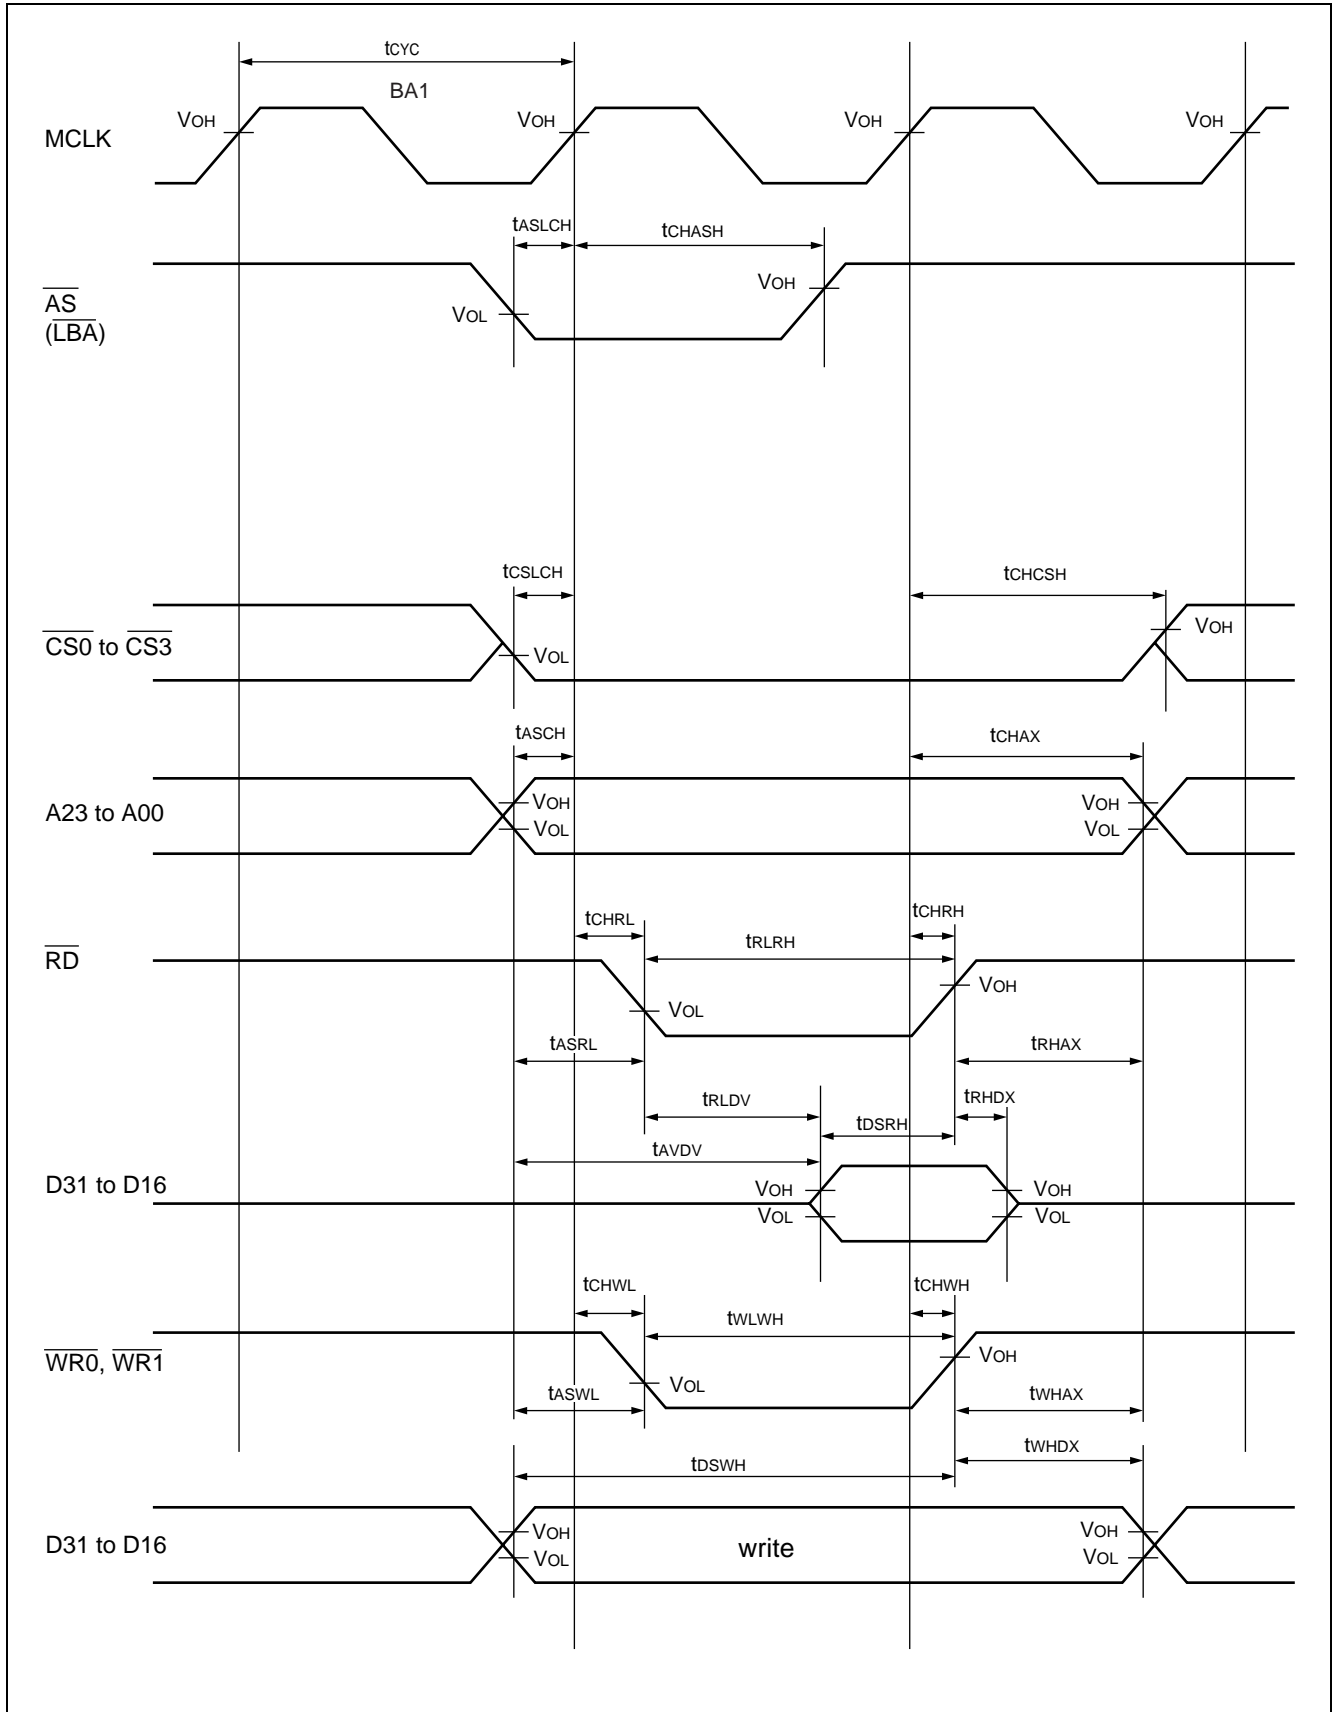 tCYC
BA1
VOH VOH VOH VOH
MCLK
tASLCH tCHASH
VOH
AS
VOL
(LBA)
tCSLCH tCHCSH
VOH
CS0 to CS3
VOL
tASCH tCHAX
VOH VOH
A23 to A00
VOL VOL
tCHRL tCHRH
tRLRH
RD
VOH
VOL
tASRL tRHAX
tRLDV tRHDX
tDSRH
tAVDV
D31 to D16
VOH VOH
VOL VOL
tCHWL tCHWH
tWLWH
WR0, WR1
VOH
VOL
tASWL tWHAX
tWHDX
tDSWH
VOH VOH
D31 to D16 write
VOL VOL